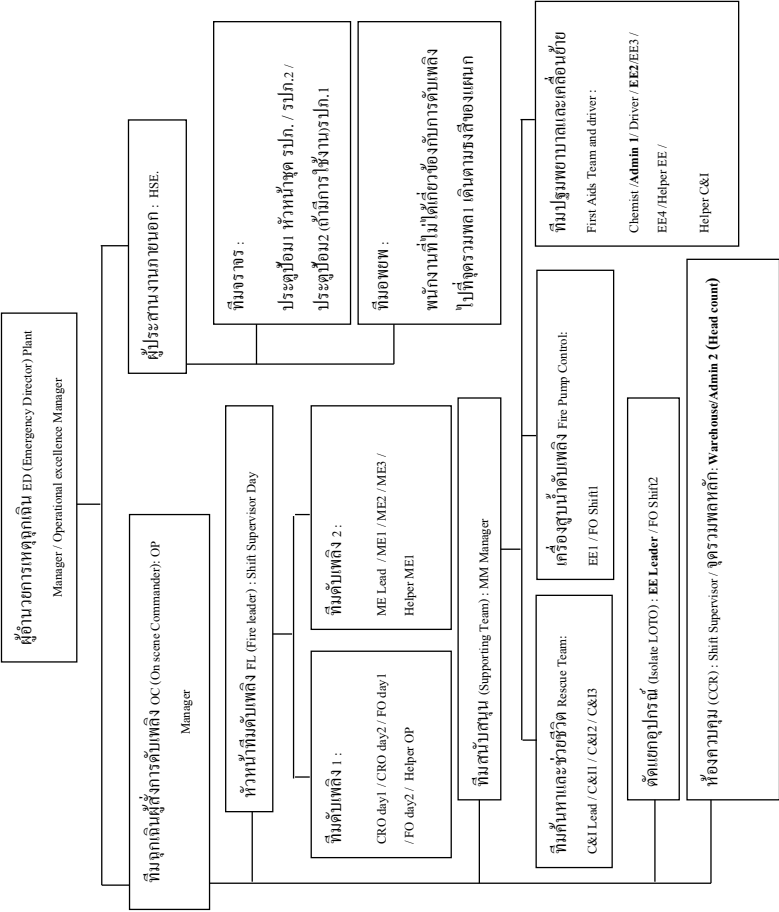 ผู้อำนวยการเหตุฉุกเฉิน ED (Emergency Director) Plant
Manager / Operational excellence Manager
ทีมฉุกเฉินผู้สั่งการดับเพลิง OC (On scene Commander): OP
Manager
ผู้ประสานงานภายนอก : HSE.
หัวหน้าทีมดับเพลิง FL (Fire leader) : Shift Supervisor Day
ทีมจราจร :
ประตูป้อม1 หัวหน้าชุด รปภ. / รปภ.2 /
ประตูป้อม2 (ถ้ามีการใช้งาน)รปภ.1
ทีมดับเพลิง 1 :
CRO day1 / CRO day2 / FO day1
/ FO day2 / Helper OP
ทีมดับเพลิง 2 :
ME Lead / ME1 / ME2 / ME3 /
Helper ME1
ทีมอพยพ :
พนักงานที่ไม่ได้เกี่ยวข้องกับการดับเพลิง
ไปที่จุดรวมพล1 เดินตามธงสีของแผนก
ทีมสนับสนุน (Supporting Team) : MM Manager
ทีมค้นหาและช่วยชีวิต Rescue Team:
C&I Lead / C&I1 / C&I2 / C&I3
เครื่องสูบน้ำดับเพลิง Fire Pump Control:
EE1 / FO Shift1
ทีมปฐมพยาบาลและเคลื่อนย้าย
First Aids Team and driver :
Chemist /Admin 1/ Driver / EE2/EE3 /
EE4 /Helper EE /
Helper C&I
ตัดแยกอุปกรณ์ (Isolate LOTO) : EE Leader / FO Shift2
ห้องควบคุม (CCR) : Shift Supervisor / จุดรวมพลหลัก: Warehouse/Admin 2 (Head count)